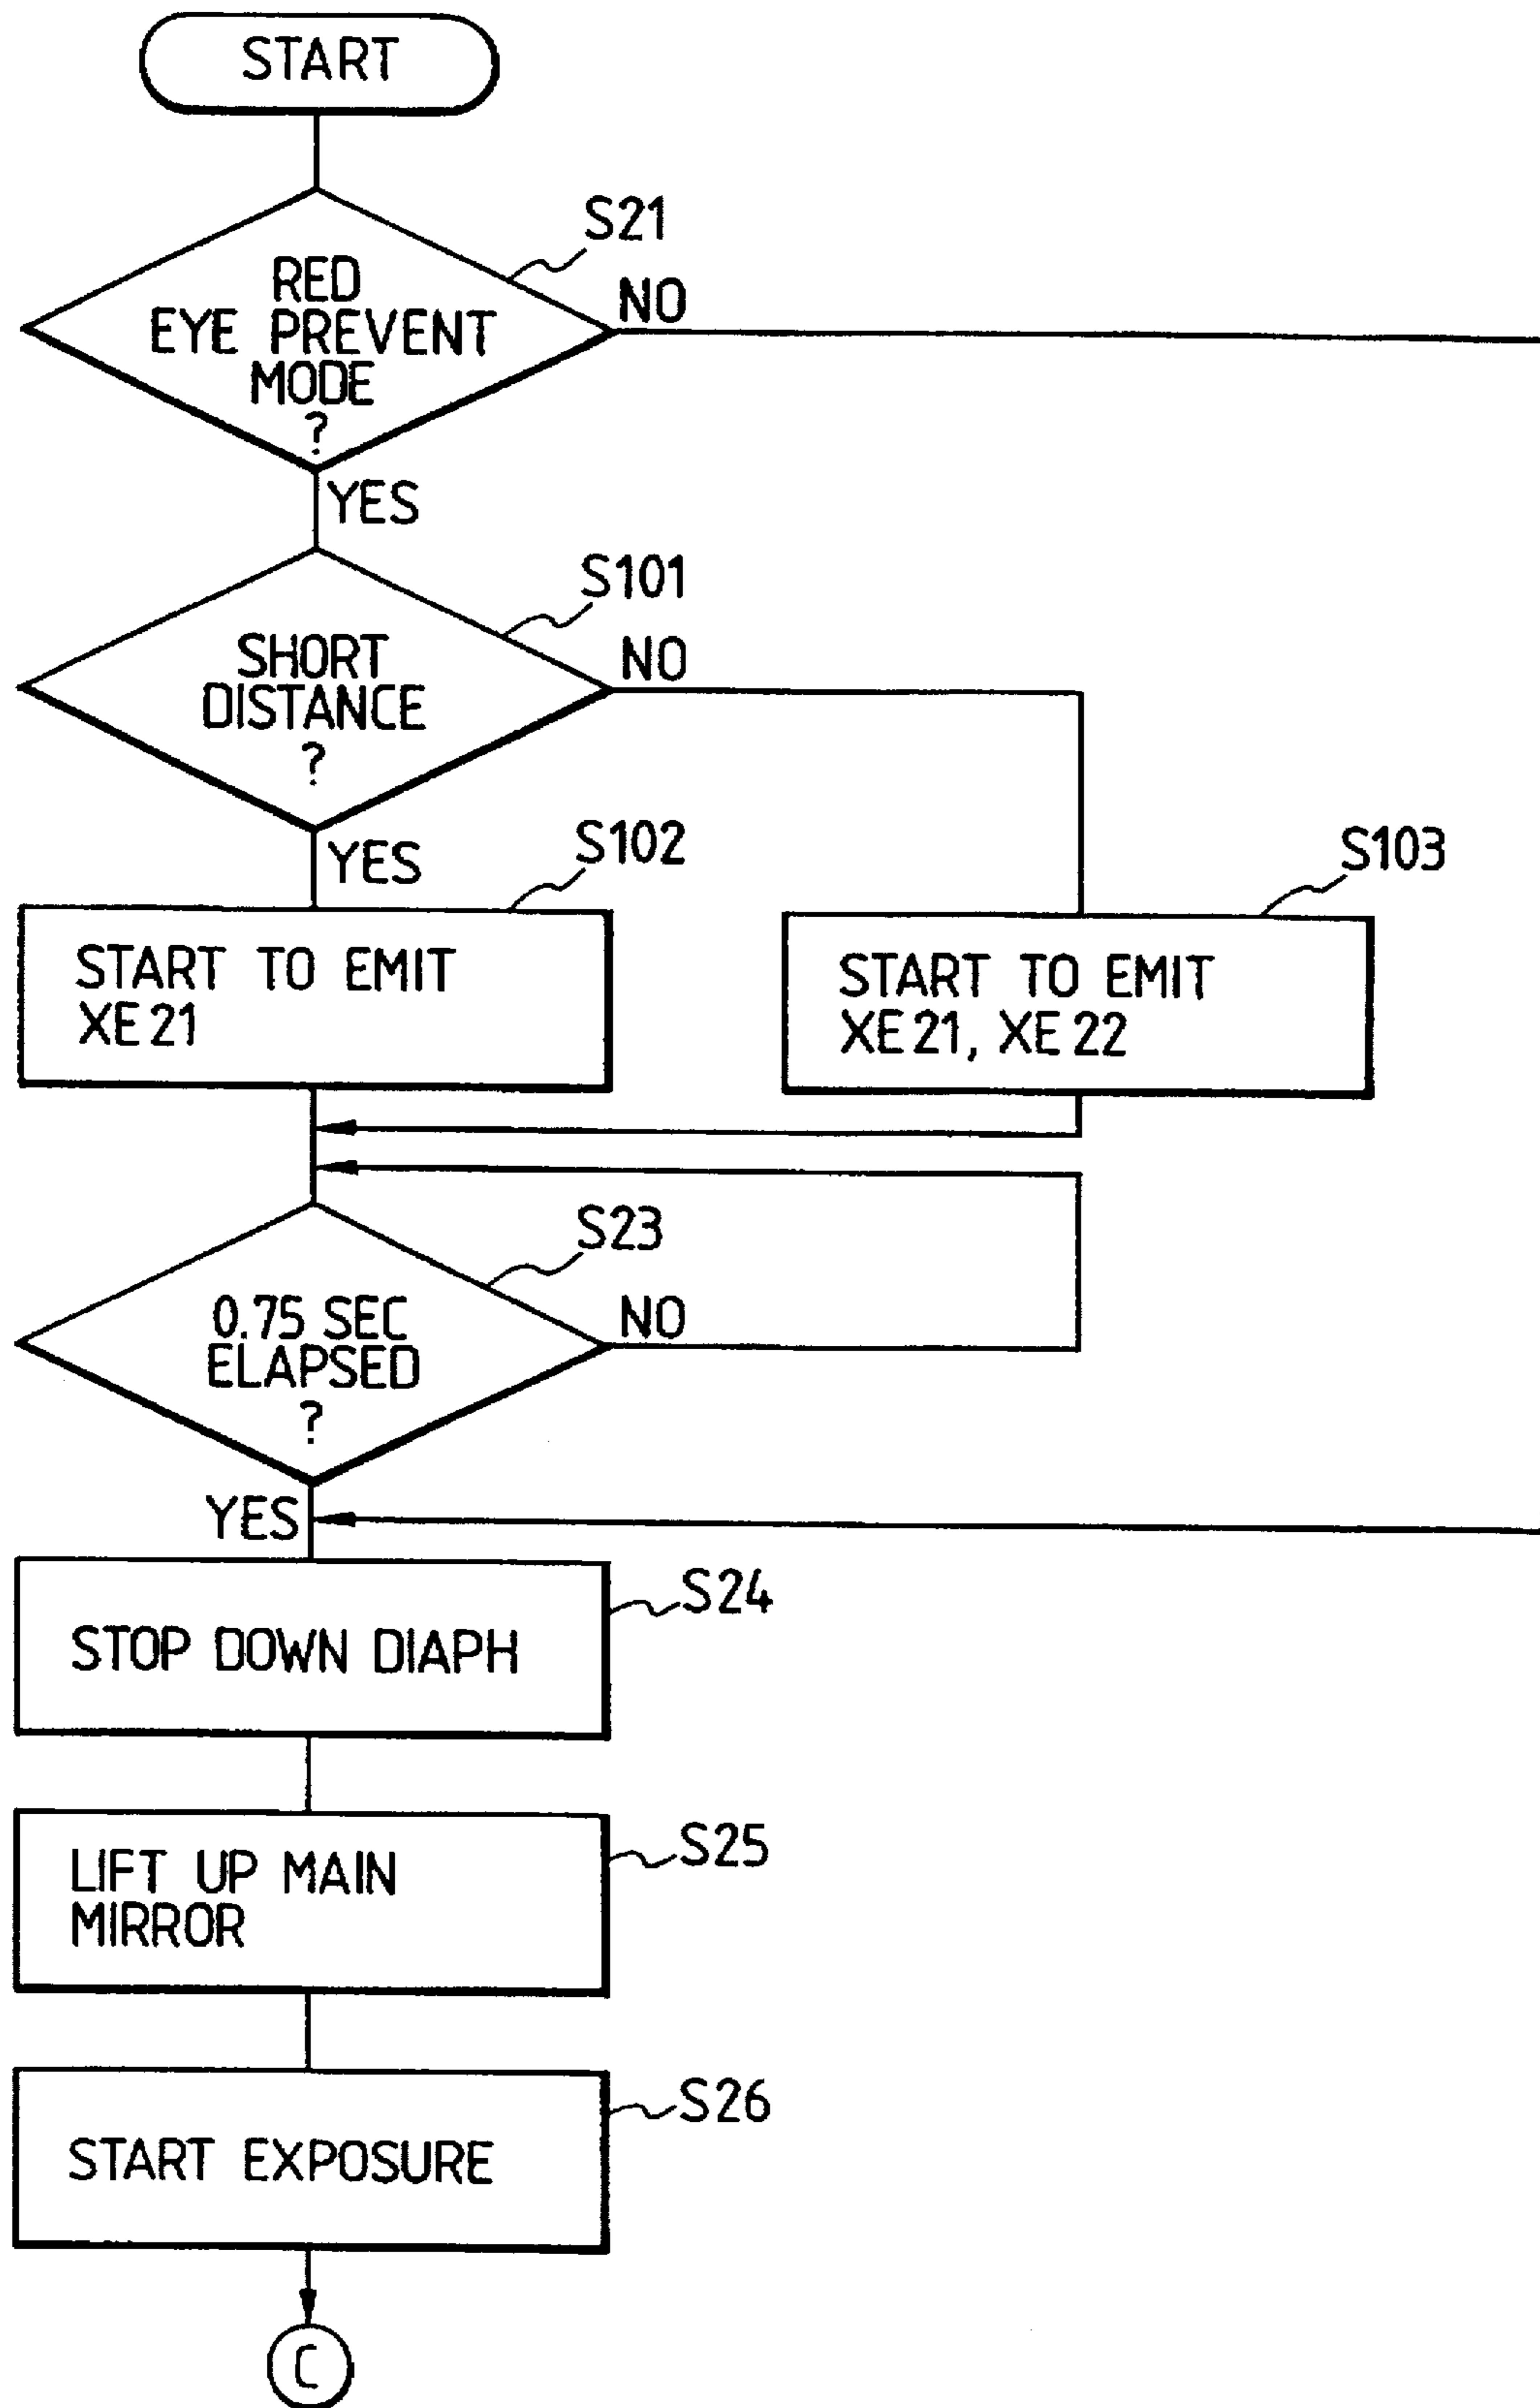 START
S21
RED
EYE PREVENT
MODE
?
NO
YES
S101
SHORT
DISTANCE
?
NO
YES
S102
START TO EMIT
XE21
S103
START TO EMIT
XE21, XE22
S23
0.75 SEC
ELAPSED
?
NO
YES
S24
STOP DOWN DIAPH
S25
LIFT UP MAIN
MIRROR
S26
START EXPOSURE
C